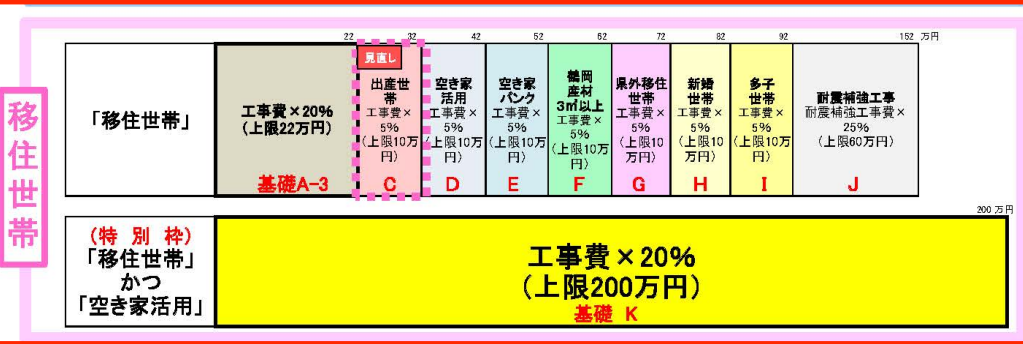 移住世帯
22
32
42
52
62
72
82
92
152 万円
「移住世帯」
工事費×20%
(上限22万円)
基礎A-3
見直し
出産世
帯
工事費×
5%
(上限10万
円)
C
空き家
活用
工事費×
5%
(上限10万
円)
D
空き家
バンク
工事費×
5%
(上限10万
円)
E
鶴岡
産材
3㎥以上
工事費×
5%
(上限10万
円)
F
県外移住
世帯
工事費×
5%
(上限10
万円)
G
新婚
世帯
工事費×
5%
(上限10
万円)
H
多子
世帯
工事費×
5%
(上限10万
円)
I
耐震補強工事
耐震補強工事費×
25%
(上限60万円)
J
200 万円
(特 別 枠)
「移住世帯」
かつ
「空き家活用」
工事費×20%
(上限200万円)
基礎 K